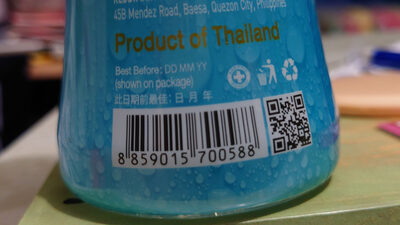 45B Mendez Road, Baesa, Quezon City, Philippines
Product of Thailand
Best Before: DD MM YY
(shown on package)
此日期前最佳: 日 月 年
8 859015 700588